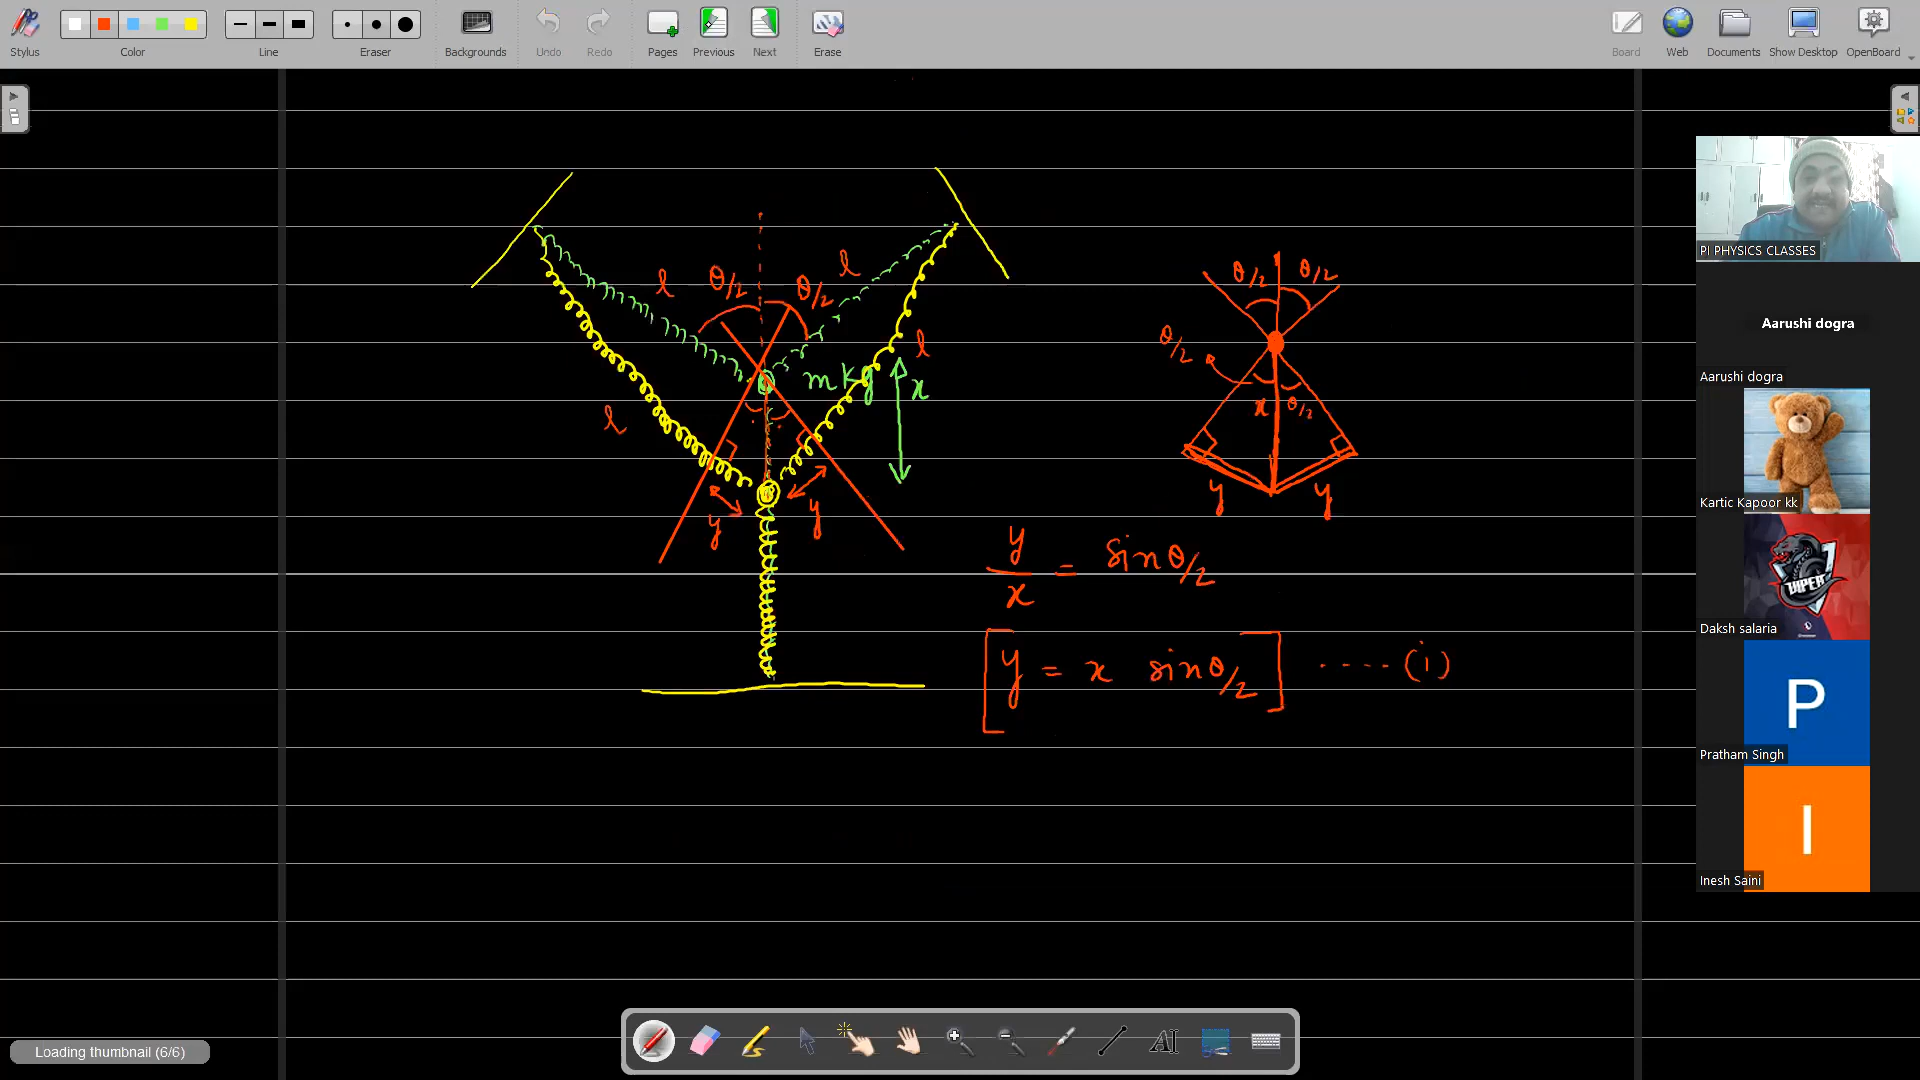 Stylus
Color
Line
Eraser
Backgrounds
Undo
Redo
Pages
Previous
Next
Erase
Board
Web
Documents
Show Desktop
OpenBoard
PI PHYSICS CLASSES
Aarushi dogra
Aarushi dogra
Kartic Kapoor kk
VIPER
Daksh salaria
P
Pratham Singh
I
Inesh Saini
l θ/2 θ/2 l
m kg
l
x
l
y y
θ/2 θ/2
θ/2
x θ/2
y y
y/x = sin θ/2
[y = x sin θ/2] ----- (i)
Loading thumbnail (6/6)
AI